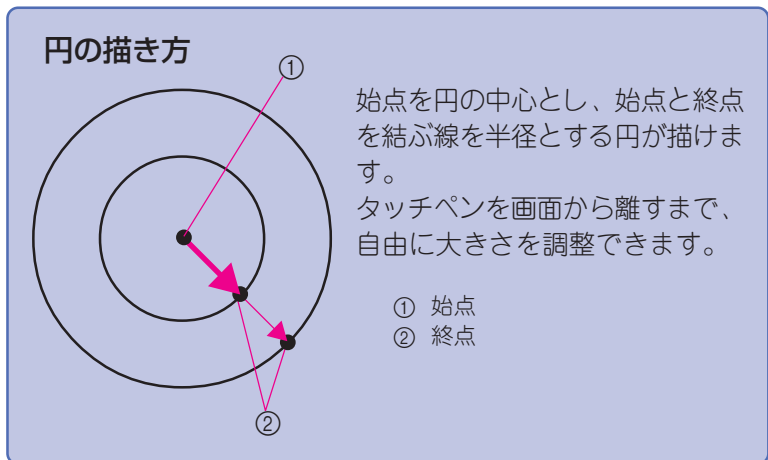 円の描き方
①
始点を円の中心とし、始点と終点
を結ぶ線を半径とする円が描けま
す。
タッチペンを画面から離すまで、
自由に大きさを調整できます。
① 始点
② 終点
②